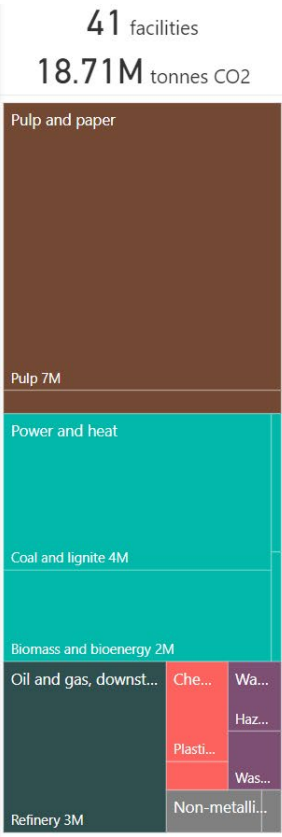 41 facilities
18.71M tonnes CO2
Pulp and paper
Pulp 7M
Power and heat
Coal and lignite 4M
Biomass and bioenergy 2M
Oil and gas, downst...
Che...
Wa...
Haz...
Plasti...
Was...
Non-metalli...
Refinery 3M